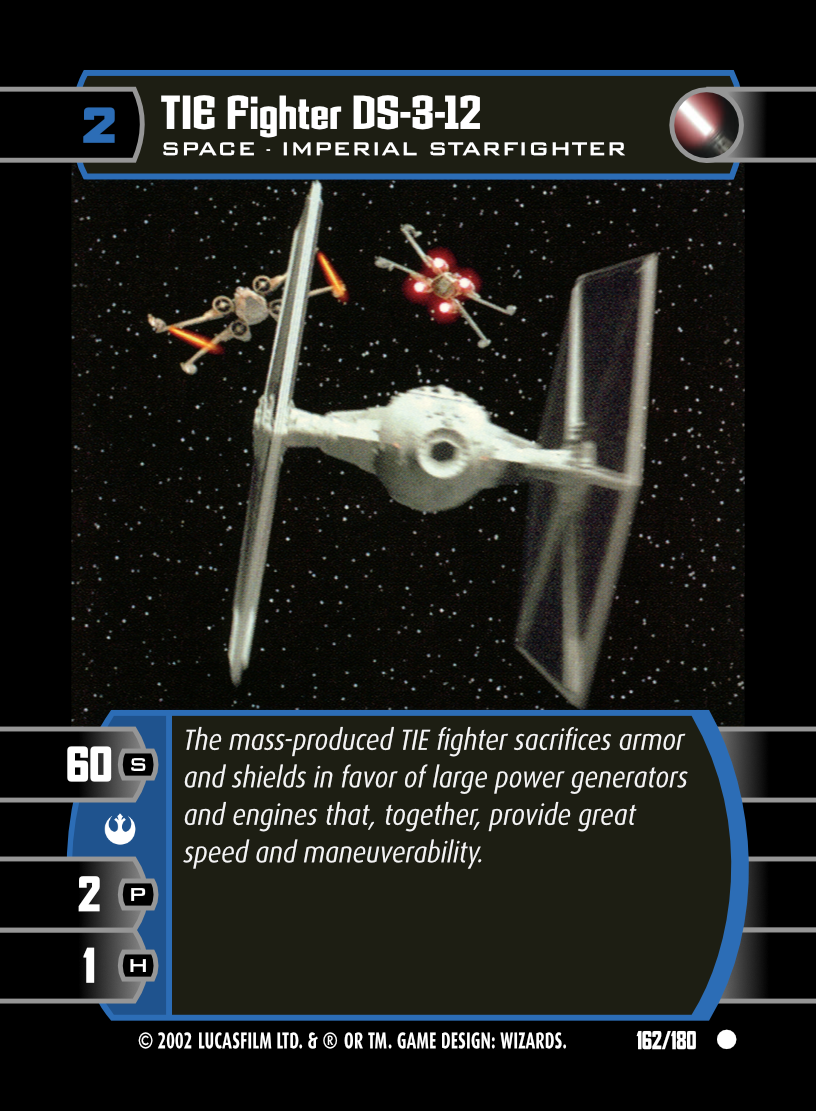 2
TIE Fighter DS-3-12
SPACE - IMPERIAL STARFIGHTER
60 S
2 P
1 H
The mass-produced TIE fighter sacrifices armor
and shields in favor of large power generators
and engines that, together, provide great
speed and maneuverability.
© 2002 LUCASFILM LTD. & ® OR TM. GAME DESIGN: WIZARDS.
162/180